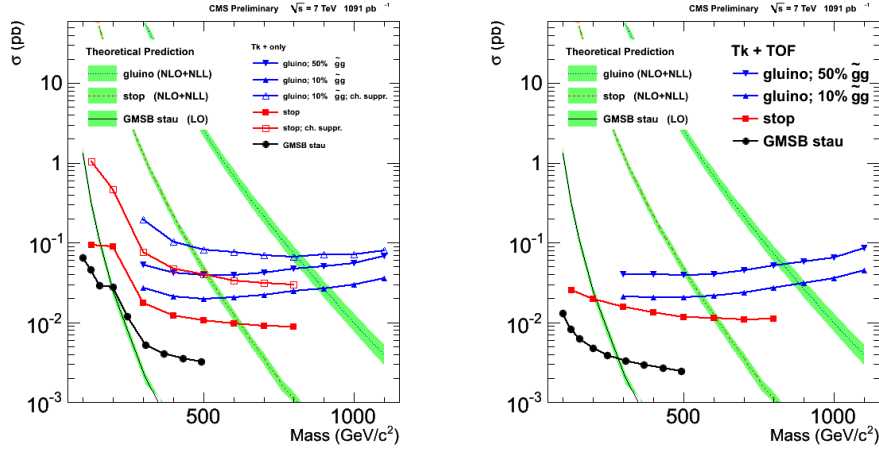 CMS Preliminary √s = 7 TeV 1091 pb⁻¹
σ (pb)
Theoretical Prediction
gluino (NLO+NLL)
stop (NLO+NLL)
GMSB stau (LO)
Tk + only
gluino; 50% g̃g
gluino; 10% g̃g
gluino; 10% g̃g; ch. suppr.
stop
stop; ch. suppr.
GMSB stau
10
1
10⁻¹
10⁻²
10⁻³
500 1000
Mass (GeV/c²)
CMS Preliminary √s = 7 TeV 1091 pb⁻¹
σ (pb)
Theoretical Prediction
gluino (NLO+NLL)
stop (NLO+NLL)
GMSB stau (LO)
Tk + TOF
gluino; 50% g̃g
gluino; 10% g̃g
stop
GMSB stau
10
1
10⁻¹
10⁻²
10⁻³
500 1000
Mass (GeV/c²)